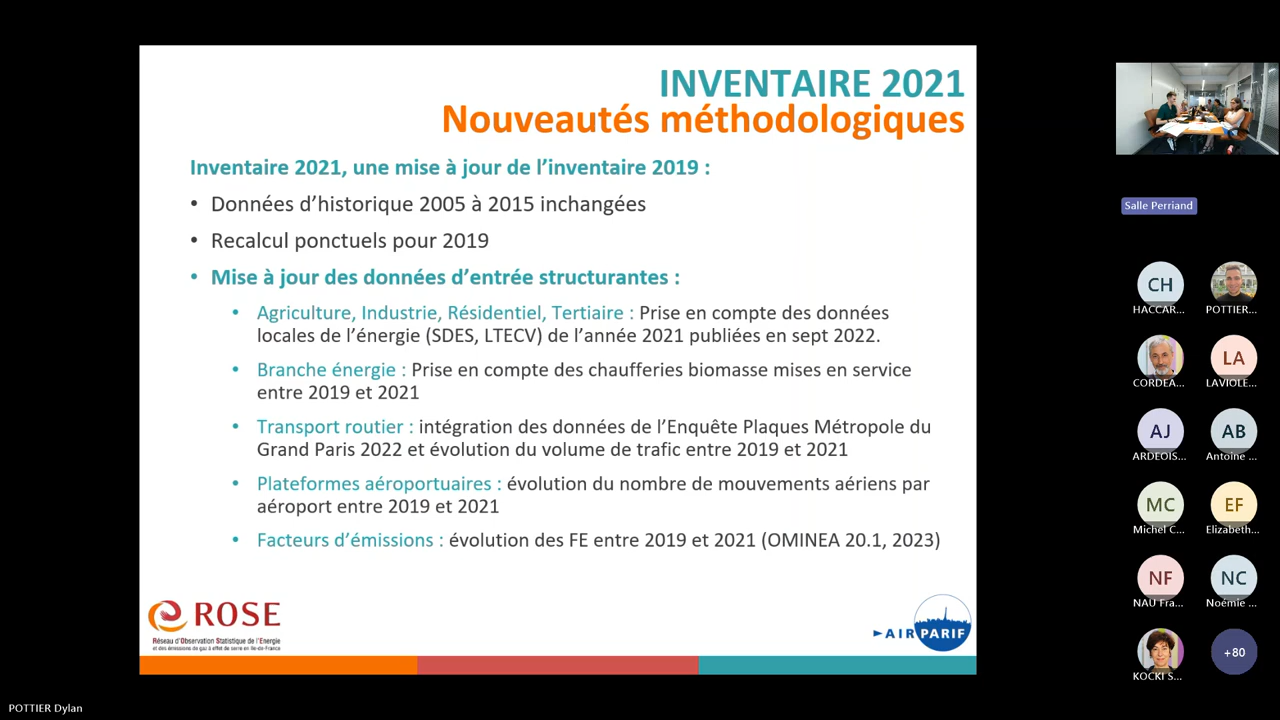 INVENTAIRE 2021
Nouveautés méthodologiques
Inventaire 2021, une mise à jour de l’inventaire 2019 :
• Données d’historique 2005 à 2015 inchangées
• Recalcul ponctuels pour 2019
• Mise à jour des données d’entrée structurantes :
• Agriculture, Industrie, Résidentiel, Tertiaire : Prise en compte des données
locales de l’énergie (SDES, LTECV) de l’année 2021 publiées en sept 2022.
• Branche énergie : Prise en compte des chaufferies biomasse mises en service
entre 2019 et 2021
• Transport routier : intégration des données de l’Enquête Plaques Métropole du
Grand Paris 2022 et évolution du volume de trafic entre 2019 et 2021
• Plateformes aéroportuaires : évolution du nombre de mouvements aériens par
aéroport entre 2019 et 2021
• Facteurs d’émissions : évolution des FE entre 2019 et 2021 (OMINEA 20.1, 2023)
ROSE
Réseau d’Observation Statistique de l’Energie
et des émissions de gaz à effet de serre en Ile-de-France
AIRPARIF
Salle Perriand
CH
HACCAR...
POTTIER...
CORDEA...
LA
LAVIOLE...
AJ
ARDEOIS...
AB
Antoine ...
MC
Michel C...
EF
Elizabeth...
NF
NAU Fra...
NC
Noémie ...
KOCKI S...
+80
POTTIER Dylan